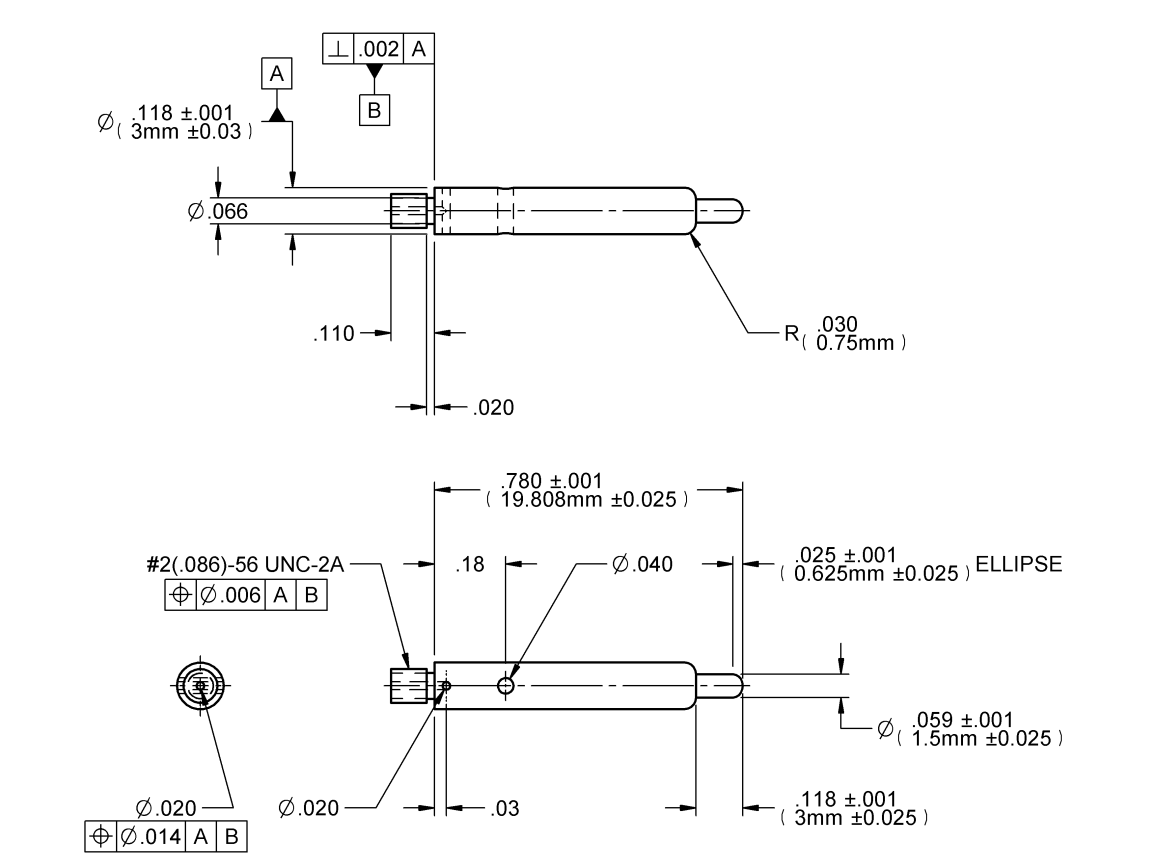 ⊥ .002 A
A
B
∅ .118 ±.001
( 3mm ±0.03 )
∅.066
.110
R .030
( 0.75mm )
.020
.780 ±.001
( 19.808mm ±0.025 )
#2(.086)-56 UNC-2A
⌖ ∅.006 A B
.18
∅.040
.025 ±.001
( 0.625mm ±0.025 ) ELLIPSE
∅ .059 ±.001
( 1.5mm ±0.025 )
∅.020
⌖ ∅.014 A B
∅.020
.03
.118 ±.001
( 3mm ±0.025 )